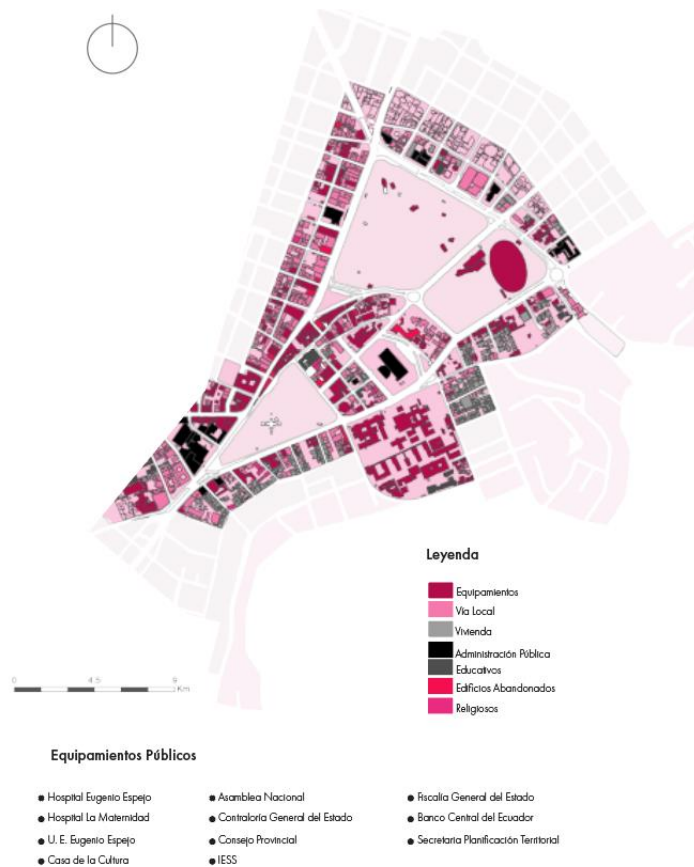 0 4.5 9
Km
Leyenda
Equipamientos
Vía Local
Vivienda
Administración Pública
Educativos
Edificios Abandonados
Religiosos
Equipamientos Públicos
Hospital Eugenio Espejo
Hospital La Maternidad
U. E. Eugenio Espejo
Casa de la Cultura
Asamblea Nacional
Contraloría General del Estado
Consejo Provincial
IESS
Fiscalía General del Estado
Banco Central del Ecuador
Secretaria Planificación Territorial